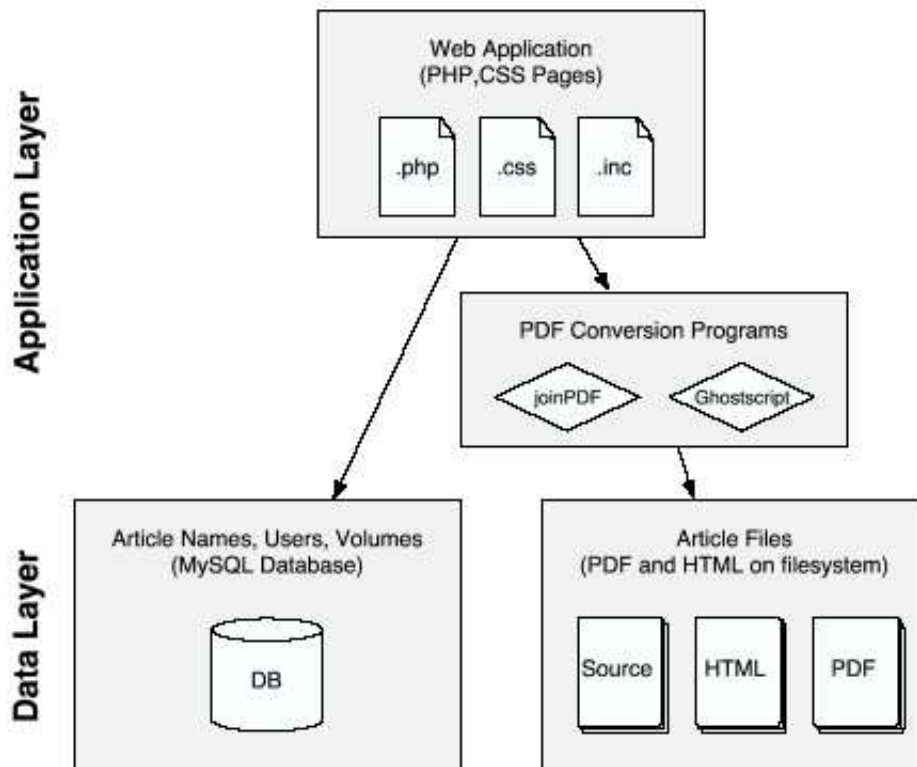 Application Layer
Web Application
(PHP,CSS Pages)
.php
.css
.inc
PDF Conversion Programs
joinPDF
Ghostscript
Data Layer
Article Names, Users, Volumes
(MySQL Database)
DB
Article Files
(PDF and HTML on filesystem)
Source
HTML
PDF